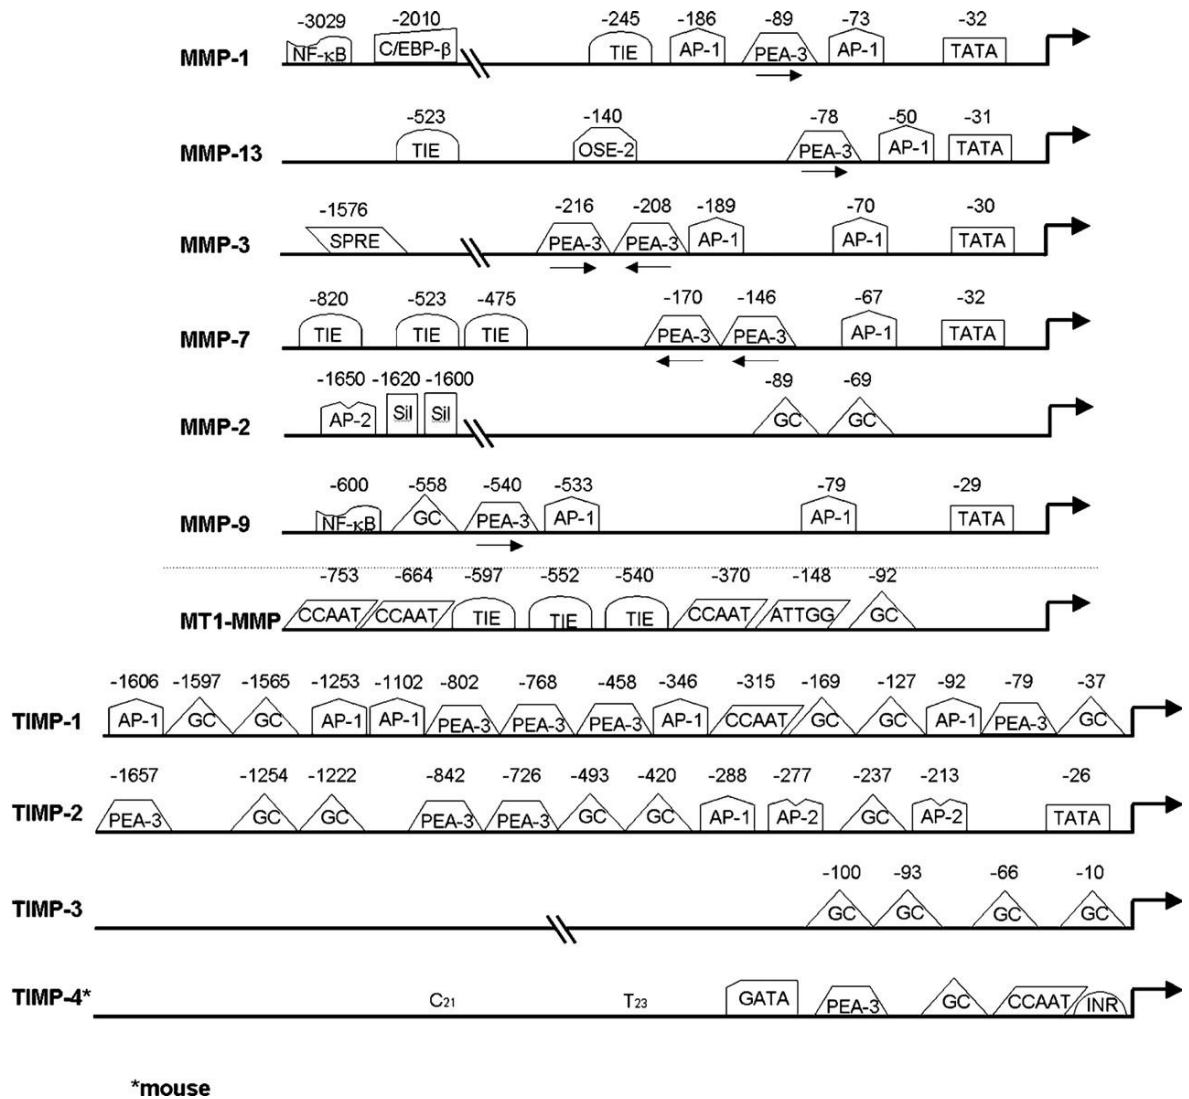 -3029 -2010 -245 -186 -89 -73 -32
MMP-1 NF-κB C/EBP-β TIE AP-1 PEA-3 AP-1 TATA
-523 -140 -78 -50 -31
MMP-13 TIE OSE-2 PEA-3 AP-1 TATA
-1576 -216 -208 -189 -70 -30
MMP-3 SPRE PEA-3 PEA-3 AP-1 AP-1 TATA
-820 -523 -475 -170 -146 -67 -32
MMP-7 TIE TIE TIE PEA-3 PEA-3 AP-1 TATA
-1650 -1620 -1600 -89 -69
MMP-2 AP-2 Sil Sil GC GC
-600 -558 -540 -533 -79 -29
MMP-9 NF-κB GC PEA-3 AP-1 AP-1 TATA
-753 -664 -597 -552 -540 -370 -148 -92
MT1-MMP CCAAT CCAAT TIE TIE TIE CCAAT ATTGG GC
-1606 -1597 -1565 -1253 -1102 -802 -768 -458 -346 -315 -169 -127 -92 -79 -37
TIMP-1 AP-1 GC GC AP-1 AP-1 PEA-3 PEA-3 PEA-3 AP-1 CCAAT GC GC AP-1 PEA-3 GC
-1657 -1254 -1222 -842 -726 -493 -420 -288 -277 -237 -213 -26
TIMP-2 PEA-3 GC GC PEA-3 PEA-3 GC GC AP-1 AP-2 GC AP-2 TATA
-100 -93 -66 -10
TIMP-3 GC GC GC GC
TIMP-4* C21 T23 GATA PEA-3 GC CCAAT INR
*mouse